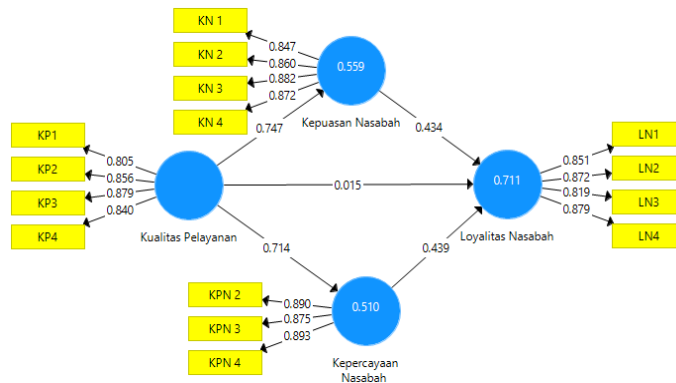 KN 1
KN 2
KN 3
KN 4
0.847
0.860
0.882
0.872
0.559
Kepuasan Nasabah
0.747
0.434
KP1
KP2
KP3
KP4
0.805
0.856
0.879
0.840
Kualitas Pelayanan
0.015
0.711
Loyalitas Nasabah
0.851
0.872
0.819
0.879
LN1
LN2
LN3
LN4
0.714
0.439
KPN 2
KPN 3
KPN 4
0.890
0.875
0.893
0.510
Kepercayaan
Nasabah